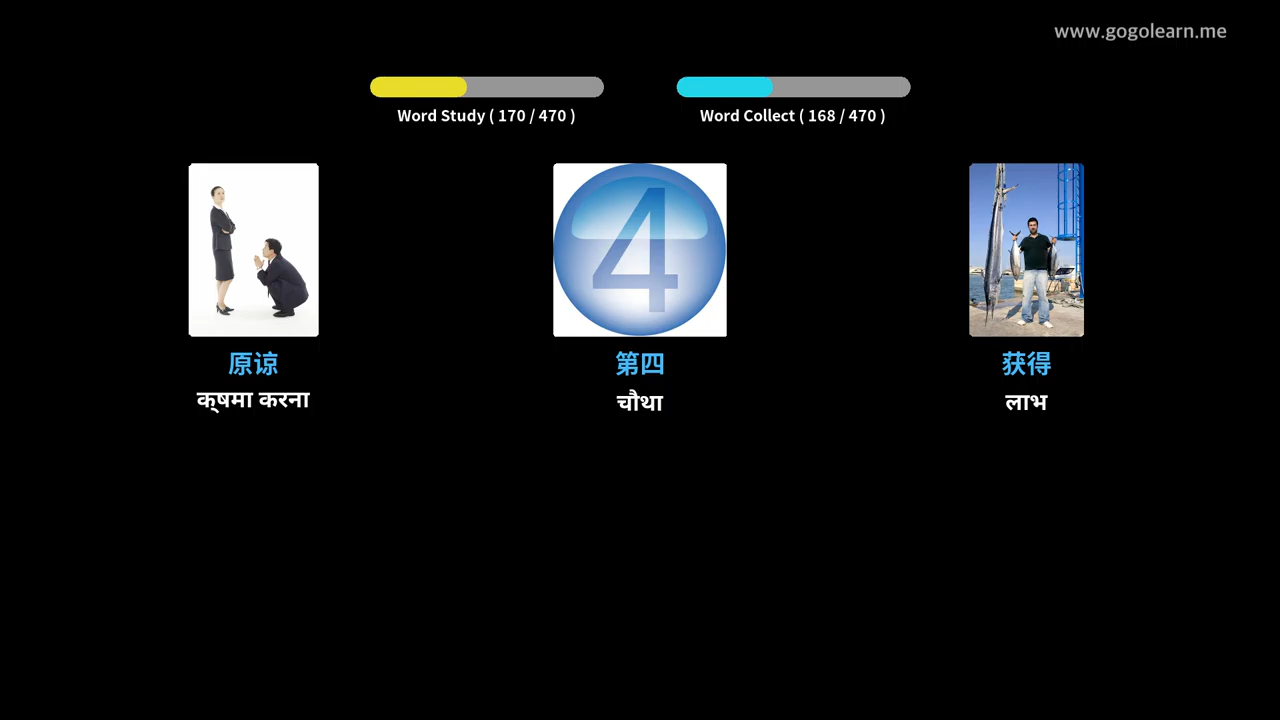 www.gogolearn.me
Word Study ( 170 / 470 )
Word Collect ( 168 / 470 )
4
原谅
第四
获得
क्षमा करना
चौथा
लाभ